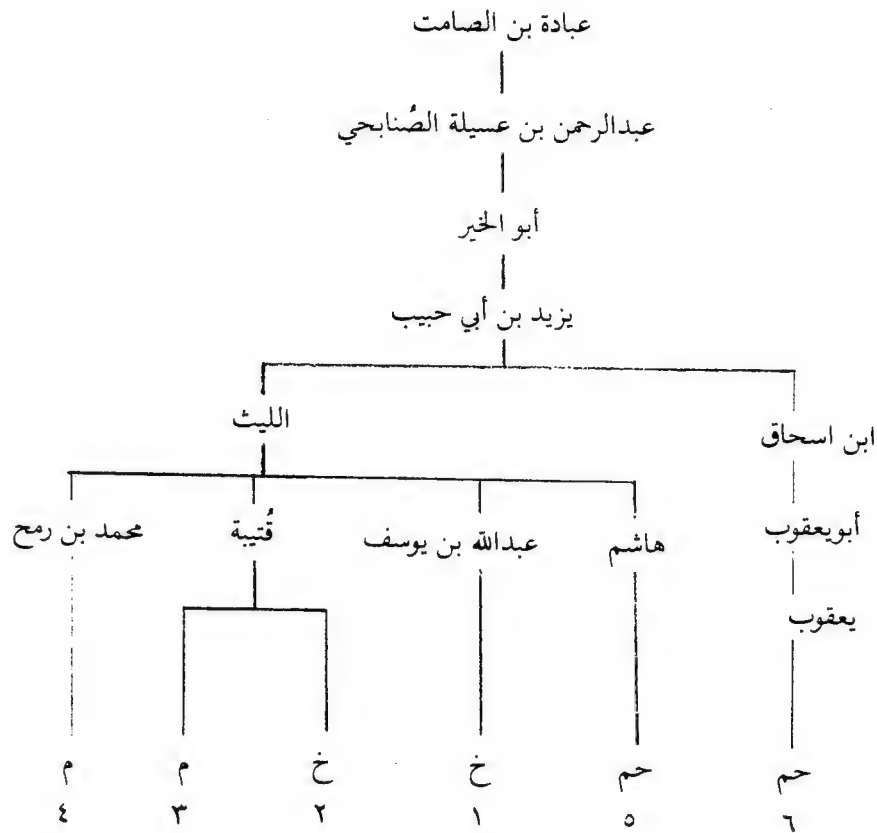 عبادة بن الصامت
عبدالرحمن بن عسيلة الصُنابحي
أبو الخير
يزيد بن أبي حبيب
ابن اسحاق
الليث
أبويعقوب
هاشم
عبدالله بن يوسف
قُتيبة
محمد بن رمح
يعقوب
حم حم خ خ م م
٦ ٥ ١ ٢ ٣ ٤